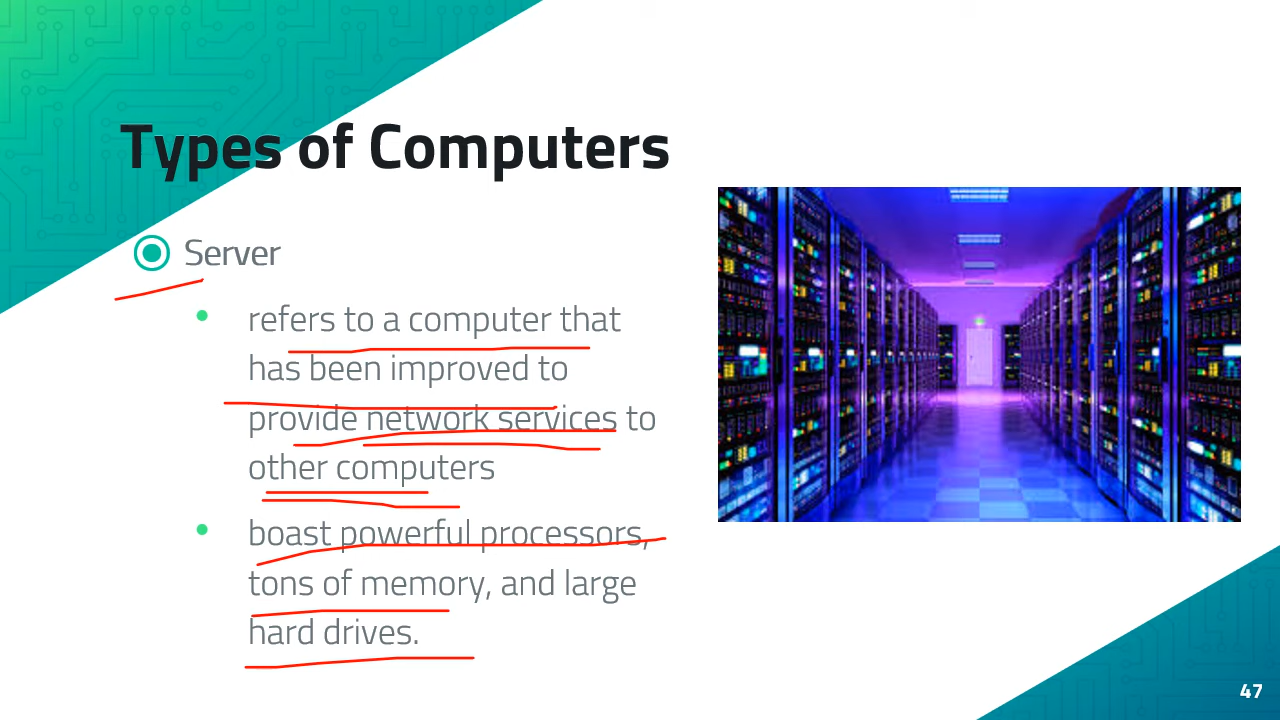 Types of Computers
Server
refers to a computer that
has been improved to
provide network services to
other computers
boast powerful processors,
tons of memory, and large
hard drives.
47